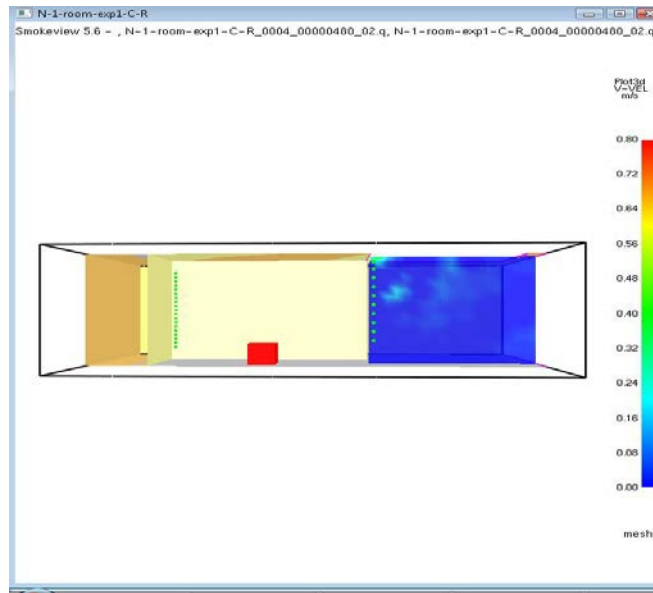 N-1-room-exp1-C-R
Smokeview 5.6 - , N-1-room-exp1-C-R_0004_00000480_02.q, N-1-room-exp1-C-R_0004_00000480_02.q
Plot3d
V-VEL
m/s
0.80
0.72
0.64
0.56
0.48
0.40
0.32
0.24
0.16
0.08
0.00
mesh